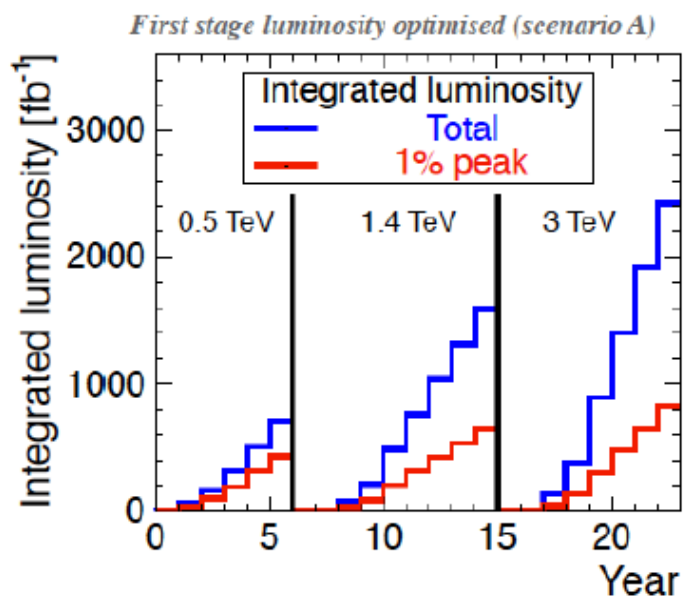 First stage luminosity optimised (scenario A)
Integrated luminosity [fb⁻¹]
3000
2000
1000
0
Integrated luminosity
Total
1% peak
0.5 TeV
1.4 TeV
3 TeV
0 5 10 15 20
Year